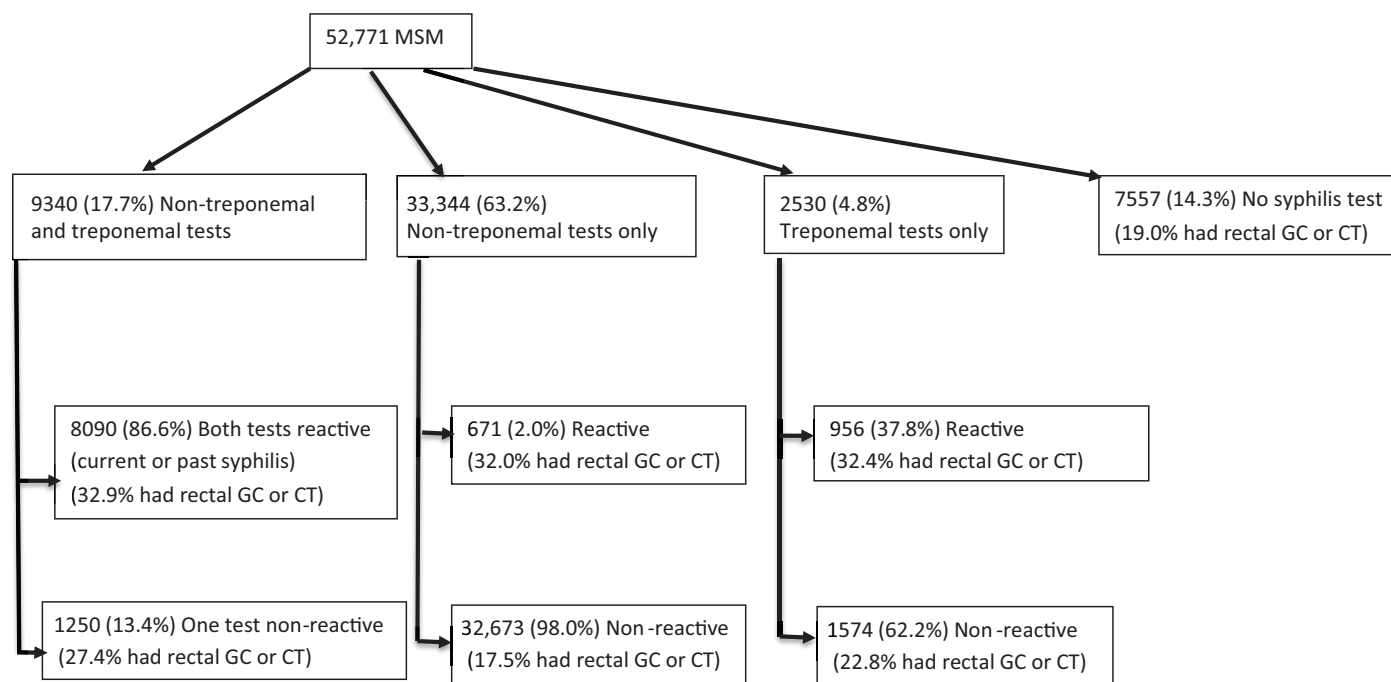 52,771 MSM
9340 (17.7%) Non-treponemal
and treponemal tests
33,344 (63.2%)
Non-treponemal tests only
2530 (4.8%)
Treponemal tests only
7557 (14.3%) No syphilis test
(19.0% had rectal GC or CT)
8090 (86.6%) Both tests reactive
(current or past syphilis)
(32.9% had rectal GC or CT)
671 (2.0%) Reactive
(32.0% had rectal GC or CT)
956 (37.8%) Reactive
(32.4% had rectal GC or CT)
1250 (13.4%) One test non-reactive
(27.4% had rectal GC or CT)
32,673 (98.0%) Non-reactive
(17.5% had rectal GC or CT)
1574 (62.2%) Non-reactive
(22.8% had rectal GC or CT)